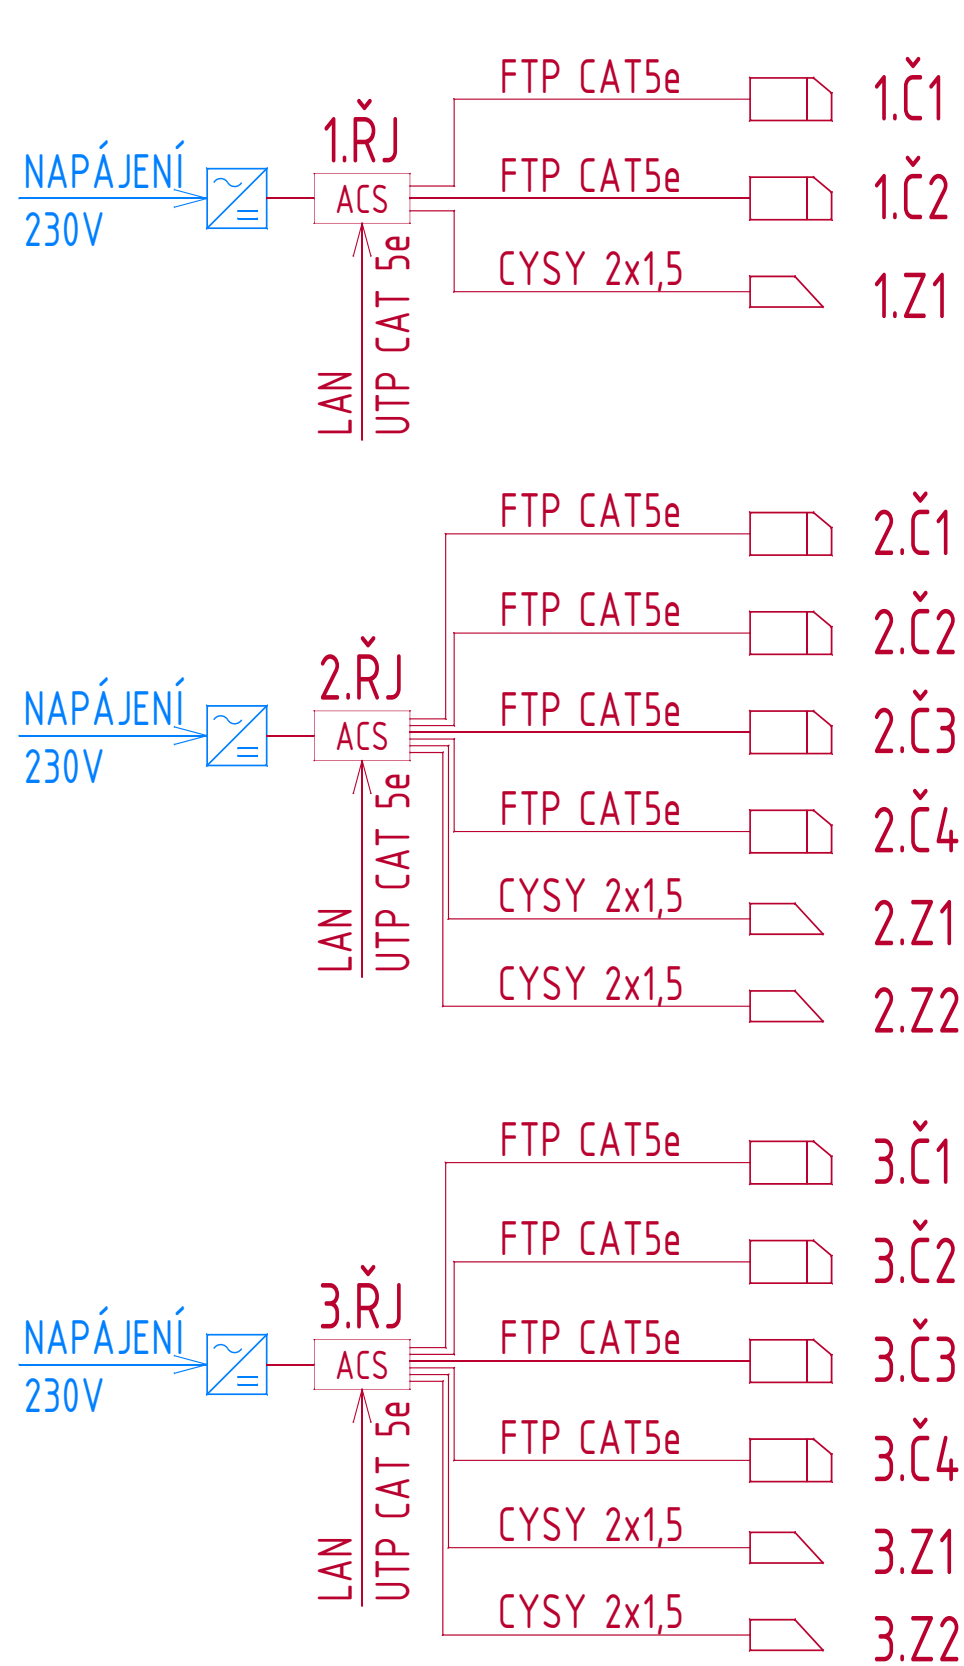 FTP CAT5e
1.Č1
1.ŘJ
NAPÁJENÍ
230V
ACS
FTP CAT5e
1.Č2
CYSY 2x1,5
1.Z1
LAN
UTP CAT 5e
FTP CAT5e
2.Č1
FTP CAT5e
2.Č2
2.ŘJ
NAPÁJENÍ
230V
ACS
FTP CAT5e
2.Č3
FTP CAT5e
2.Č4
CYSY 2x1,5
2.Z1
LAN
UTP CAT 5e
CYSY 2x1,5
2.Z2
FTP CAT5e
3.Č1
FTP CAT5e
3.Č2
3.ŘJ
NAPÁJENÍ
230V
ACS
FTP CAT5e
3.Č3
FTP CAT5e
3.Č4
CYSY 2x1,5
3.Z1
LAN
UTP CAT 5e
CYSY 2x1,5
3.Z2